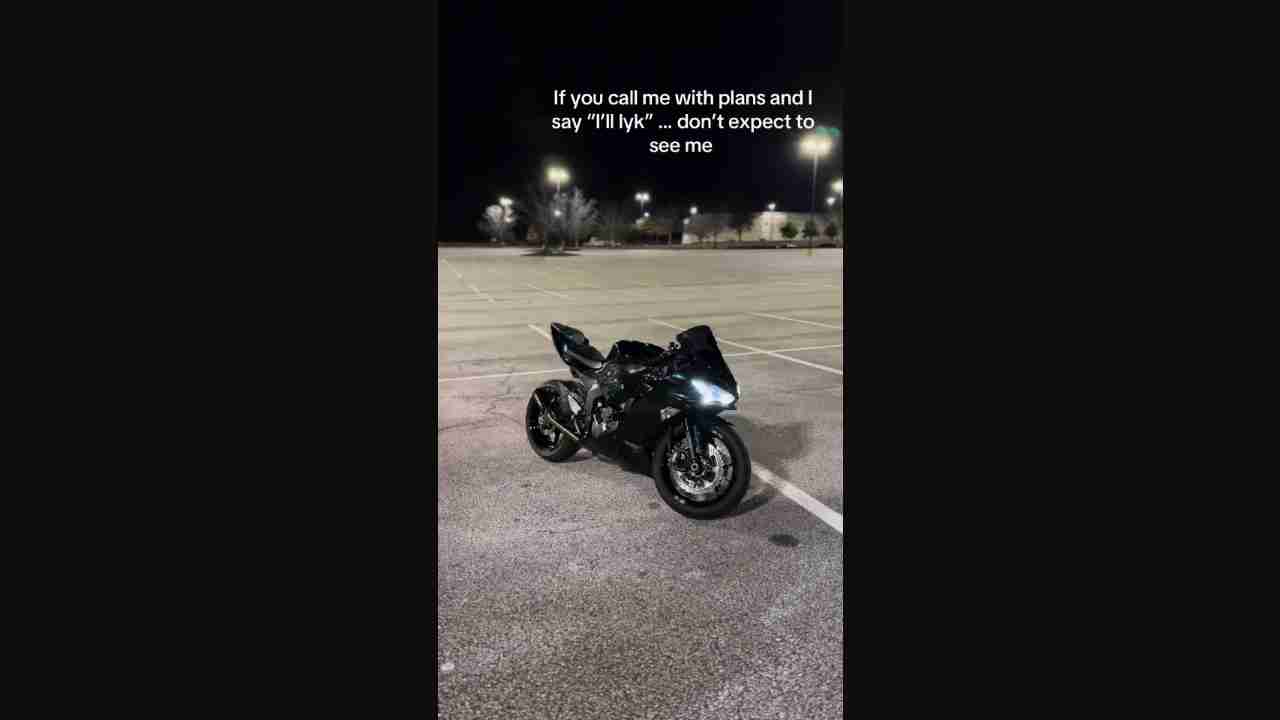 If you call me with plans and I
say “I’ll lyk” ... don’t expect to
see me